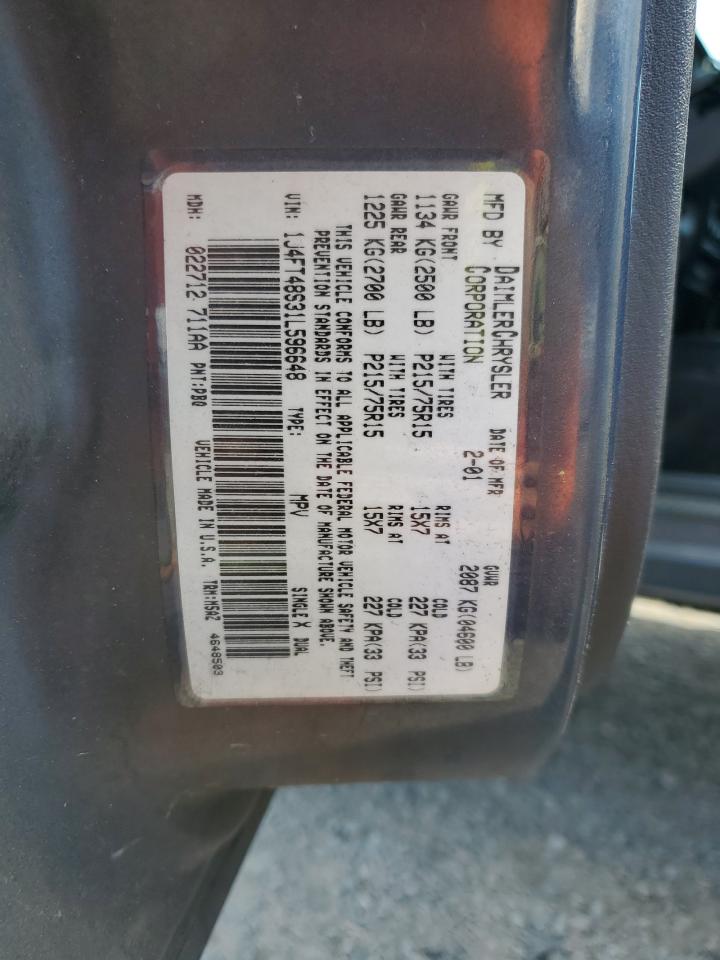 MFD BY DAIMLERCHRYSLER CORPORATION DATE OF MFR 2-01 GVWR 2087 KG(04600 LB)
GAWR FRONT WITH TIRES RIMS AT COLD
1134 KG(2500 LB) P215/75R15 15X7 227 KPA(33 PSI)
GAWR REAR WITH TIRES RIMS AT COLD
1225 KG(2700 LB) P215/75R15 15X7 227 KPA(33 PSI)
THIS VEHICLE CONFORMS TO ALL APPLICABLE FEDERAL MOTOR VEHICLE SAFETY AND THEFT
PREVENTION STANDARDS IN EFFECT ON THE DATE OF MANUFACTURE SHOWN ABOVE.
VIN: 1J4FT48S31L596648 TYPE: MPV SINGLE X DUAL
MDH: 022712 711AA PNT:PBQ VEHICLE MADE IN U.S.A. TRM:M5AZ 4648503